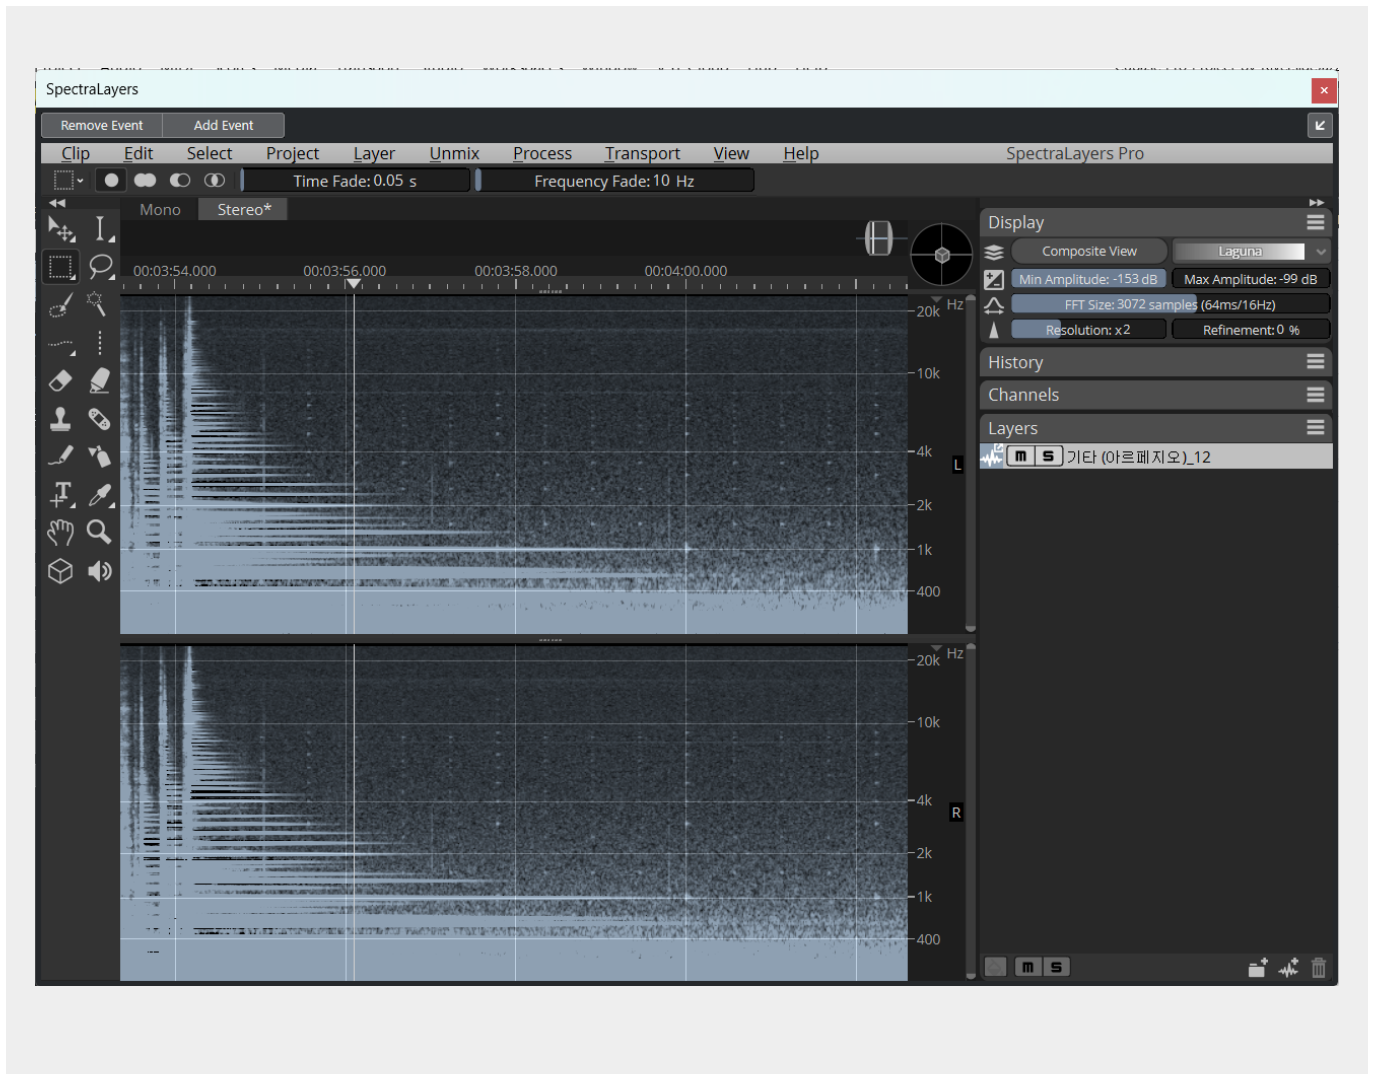 SpectraLayers
×
Remove Event Add Event
Clip Edit Select Project Layer Unmix Process Transport View Help SpectraLayers Pro
Time Fade: 0.05 s Frequency Fade: 10 Hz
Mono Stereo*
00:03:54.000 00:03:56.000 00:03:58.000 00:04:00.000
Hz
20k
10k
4k
L
2k
1k
400
Hz
20k
10k
4k
R
2k
1k
400
Display
Composite View Laguna
Min Amplitude: -153 dB Max Amplitude: -99 dB
FFT Size: 3072 samples (64ms/16Hz)
Resolution: x2 Refinement: 0 %
History
Channels
Layers
m S 기타 (아르페지오)_12
m S